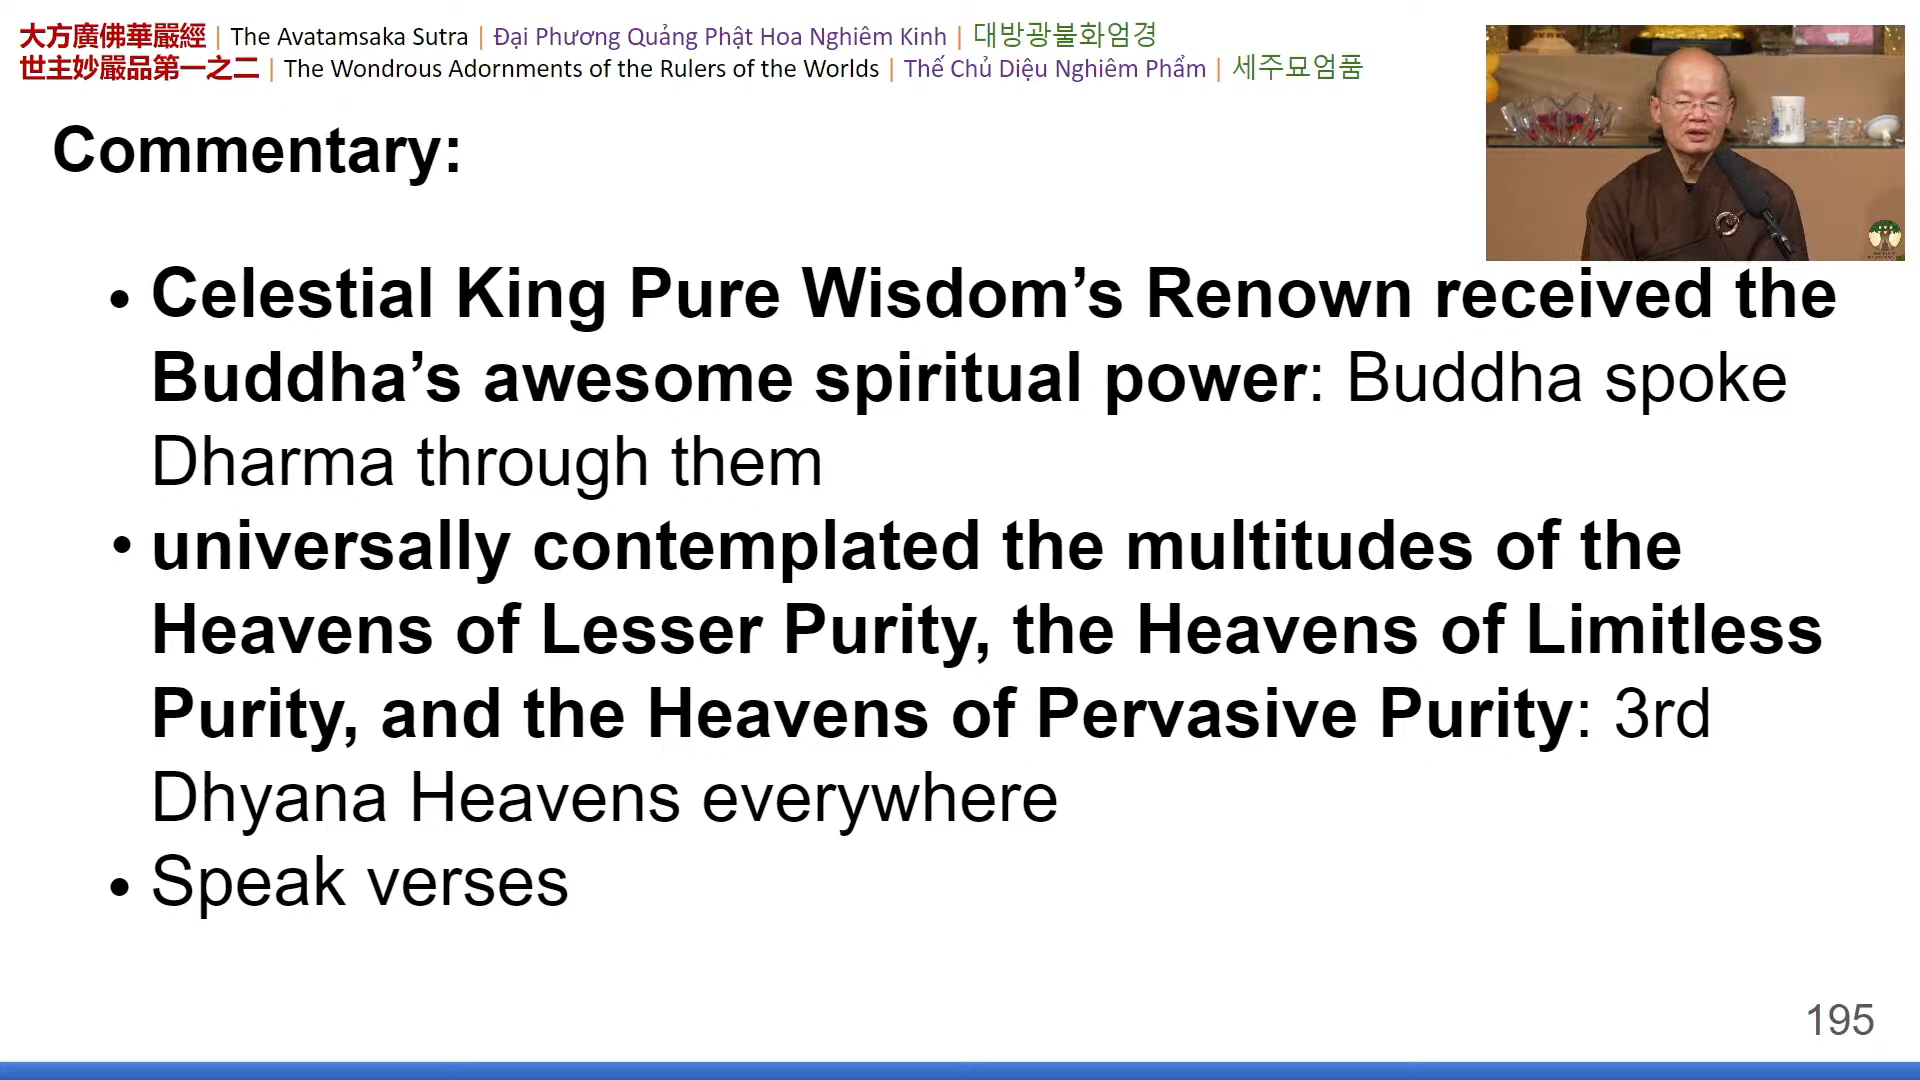 大方廣佛華嚴經 | The Avatamsaka Sutra | Đại Phương Quảng Phật Hoa Nghiêm Kinh | 대방광불화엄경
世主妙嚴品第一之二 | The Wondrous Adornments of the Rulers of the Worlds | Thế Chủ Diệu Nghiêm Phẩm | 세주묘엄품
Commentary:
• Celestial King Pure Wisdom’s Renown received the
Buddha’s awesome spiritual power: Buddha spoke
Dharma through them
• universally contemplated the multitudes of the
Heavens of Lesser Purity, the Heavens of Limitless
Purity, and the Heavens of Pervasive Purity: 3rd
Dhyana Heavens everywhere
• Speak verses
195